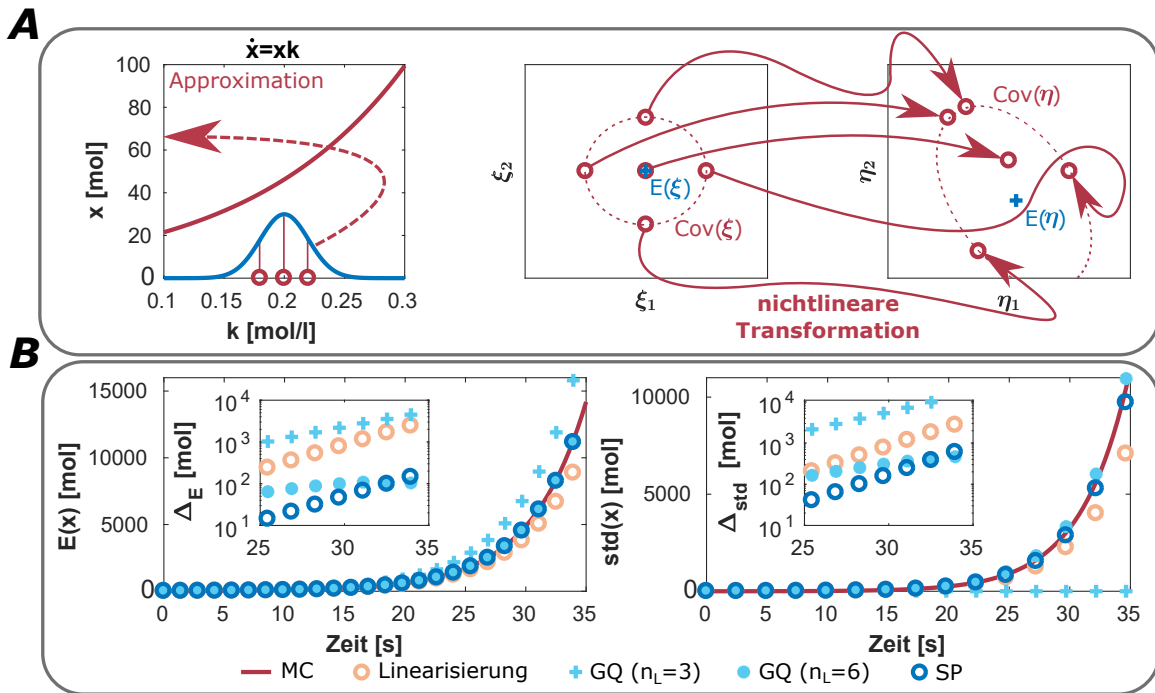 A
ẋ=xk
Approximation
x [mol]
100
80
60
40
20
0
0.1
0.15
0.2
0.25
0.3
k [mol/l]
ξ2
ξ1
E(ξ)
Cov(ξ)
nichtlineare
Transformation
η2
η1
Cov(η)
E(η)
B
E(x) [mol]
15000
10000
5000
0
0 5 10 15 20 25 30 35
Zeit [s]
Δ_E [mol]
10^4
10^3
10^2
10^1
25 30 35
std(x) [mol]
10000
5000
0
0 5 10 15 20 25 30 35
Zeit [s]
Δ_std [mol]
10^4
10^3
10^2
10^1
25 30 35
MC Linearisierung GQ (n_L=3) GQ (n_L=6) SP